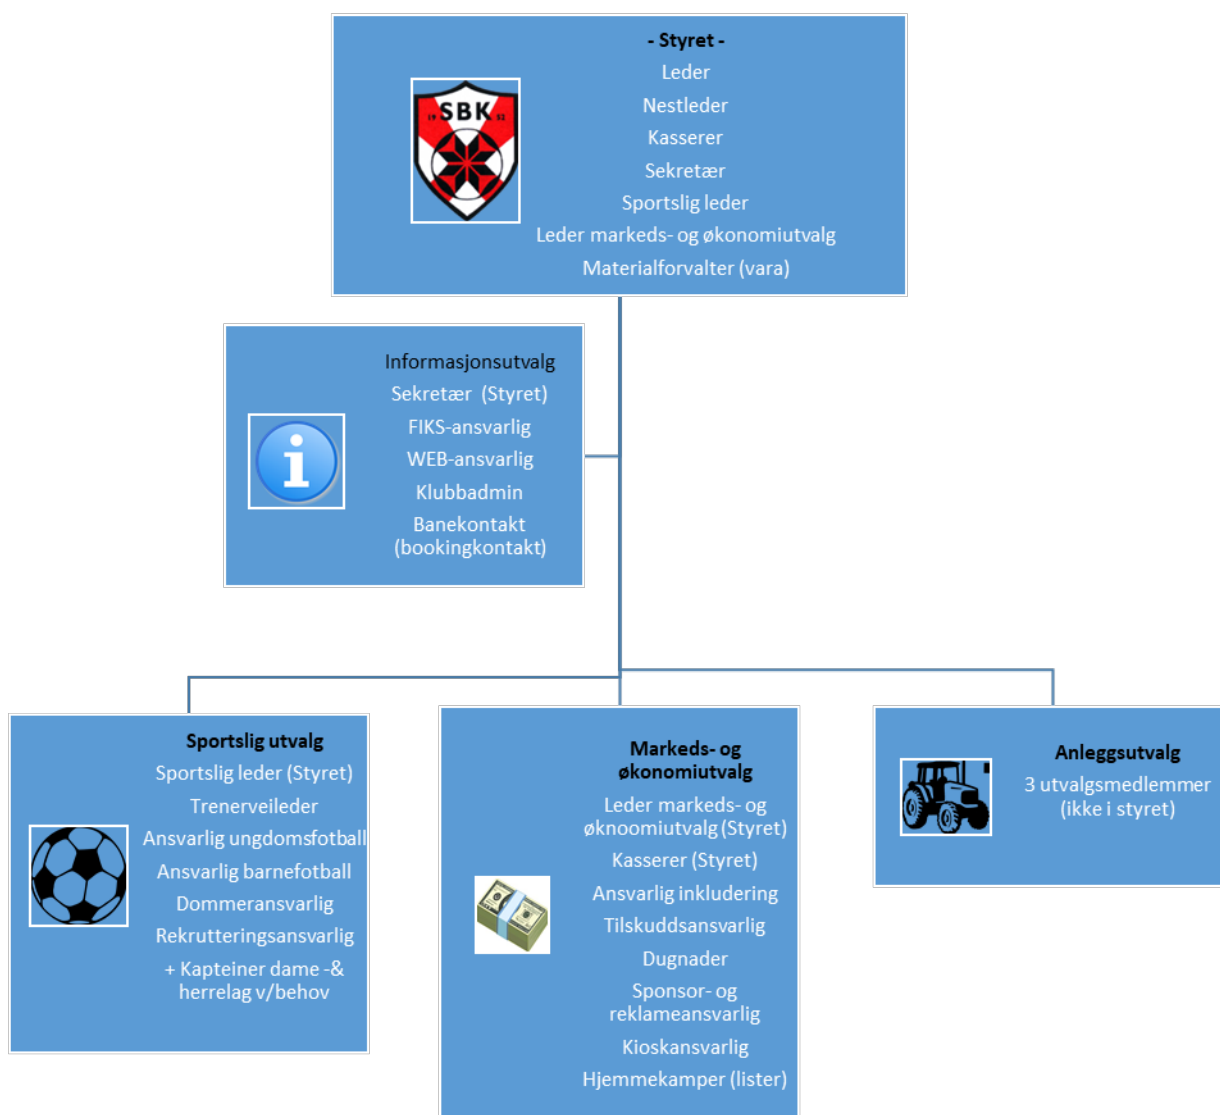 - Styret -
Leder
Nestleder
Kasserer
Sekretær
Sportslig leder
Leder markeds- og økonomiutvalg
Materialforvalter (vara)
19 SBK 52
Informasjonsutvalg
Sekretær (Styret)
FIKS-ansvarlig
WEB-ansvarlig
Klubbadmin
Banekontakt
(bookingkontakt)
i
Sportslig utvalg
Sportslig leder (Styret)
Trenerveileder
Ansvarlig ungdomsfotball
Ansvarlig barnefotball
Dommeransvarlig
Rekrutteringsansvarlig
+ Kapteiner dame -&
herrelag v/behov
Markeds- og
økonomiutvalg
Leder markeds- og
øknoomiutvalg (Styret)
Kasserer (Styret)
Ansvarlig inkludering
Tilskuddsansvarlig
Dugnader
Sponsor- og
reklameansvarlig
Kioskansvarlig
Hjemmekamper (lister)
Anleggsutvalg
3 utvalgsmedlemmer
(ikke i styret)